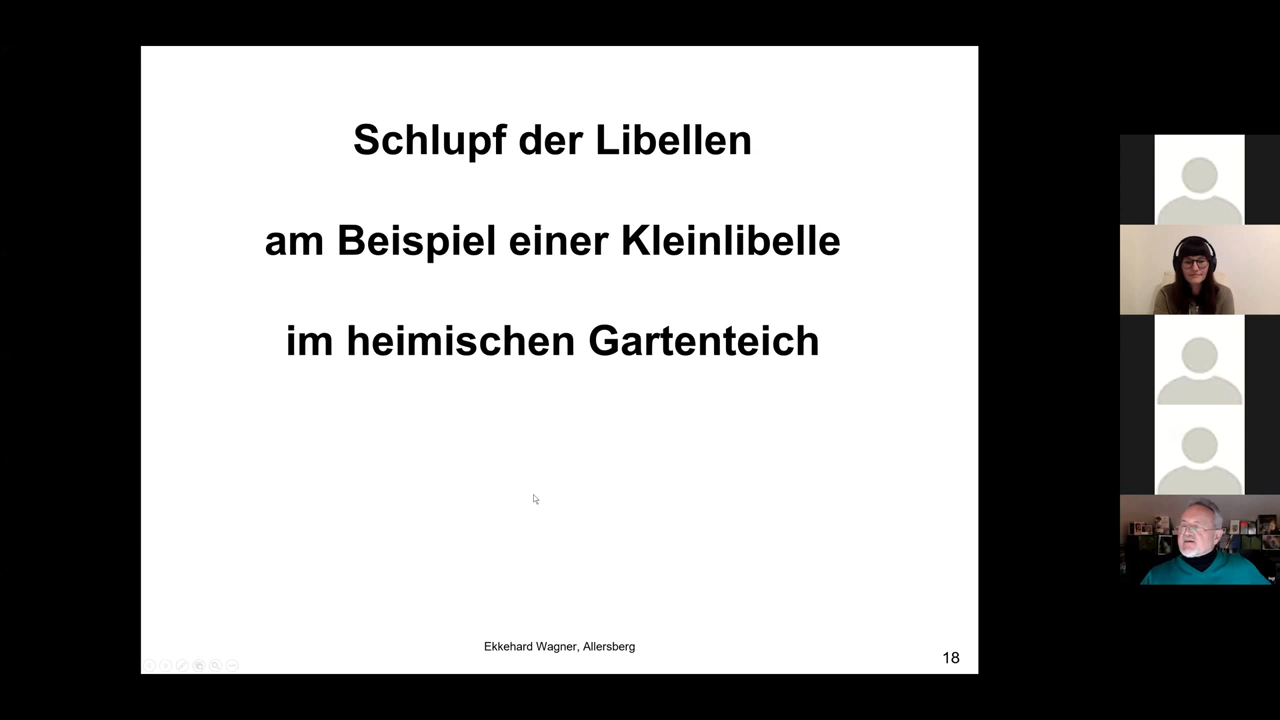 Schlupf der Libellen
am Beispiel einer Kleinlibelle
im heimischen Gartenteich
Ekkehard Wagner, Allersberg
18